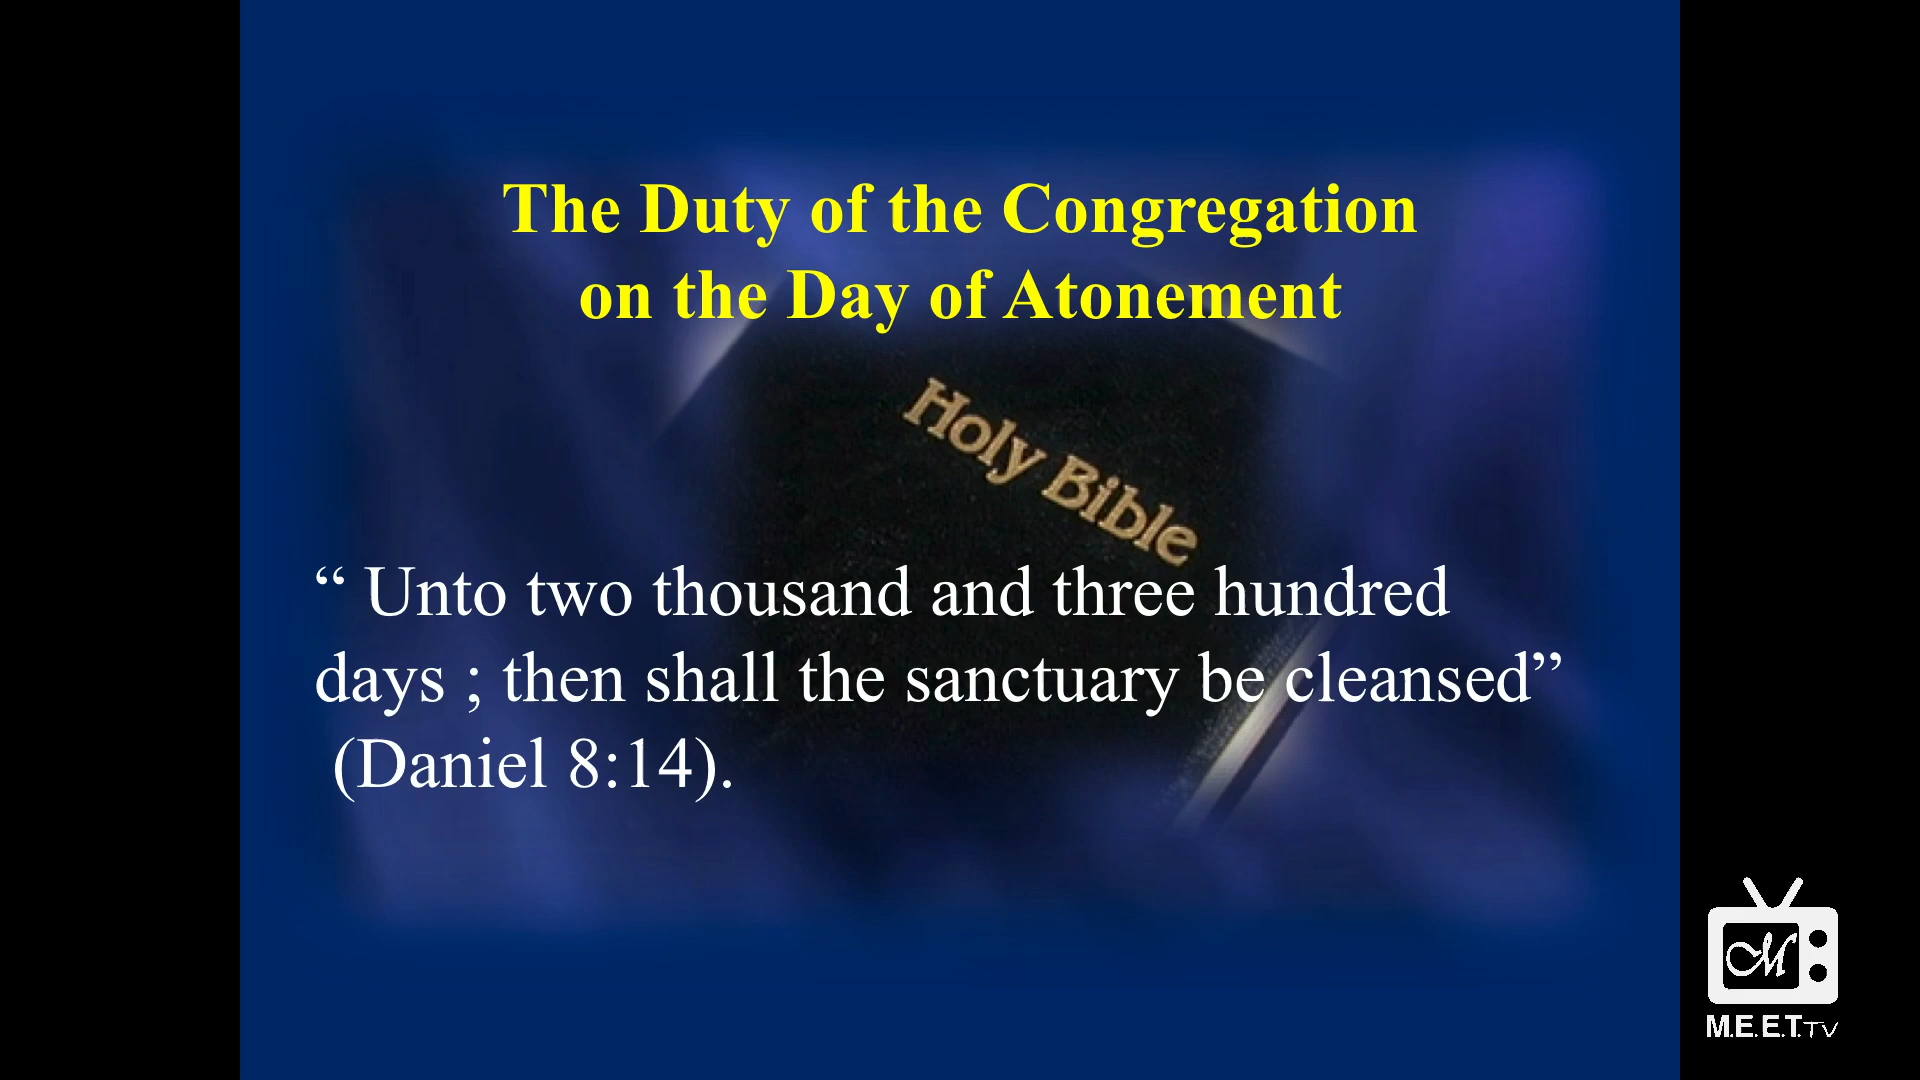 The Duty of the Congregation
on the Day of Atonement
Holy Bible
“ Unto two thousand and three hundred
days ; then shall the sanctuary be cleansed”
(Daniel 8:14).
M
M.E.E.T.TV